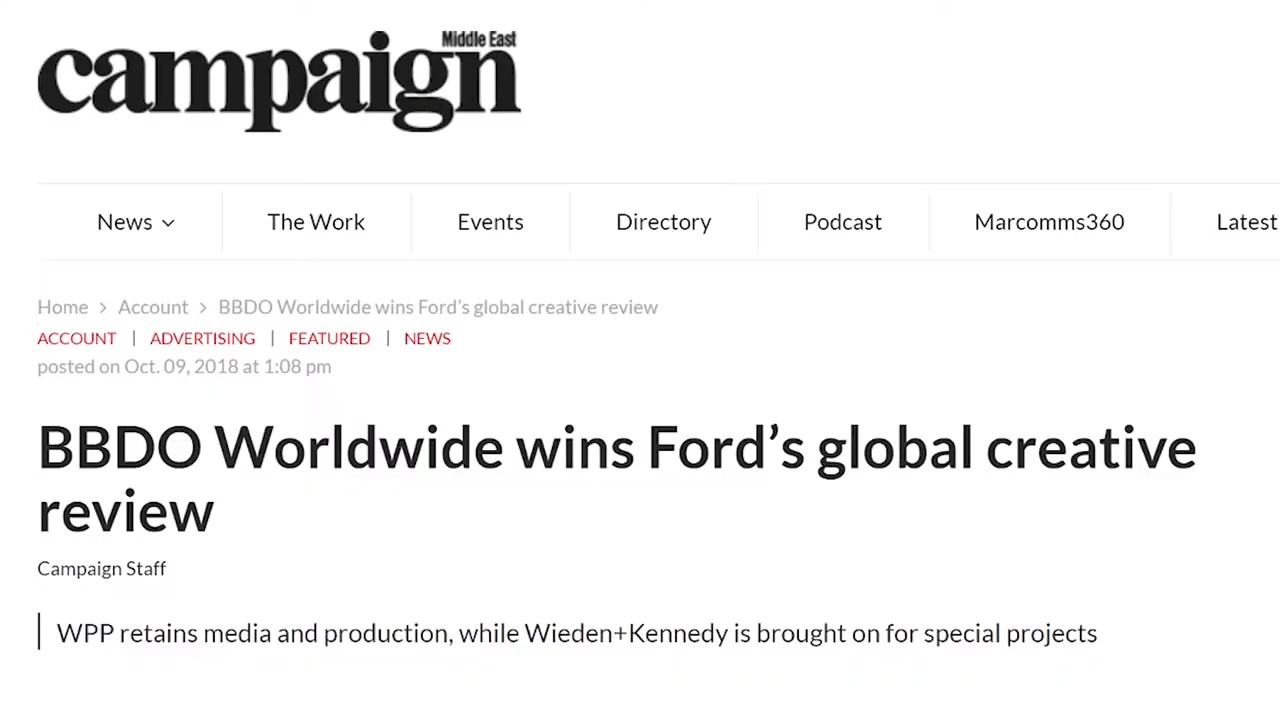 Middle East
campaign
News The Work Events Directory Podcast Marcomms360 Latest
Home > Account > BBDO Worldwide wins Ford’s global creative review
ACCOUNT | ADVERTISING | FEATURED | NEWS
posted on Oct. 09, 2018 at 1:08 pm
BBDO Worldwide wins Ford’s global creative
review
Campaign Staff
WPP retains media and production, while Wieden+Kennedy is brought on for special projects